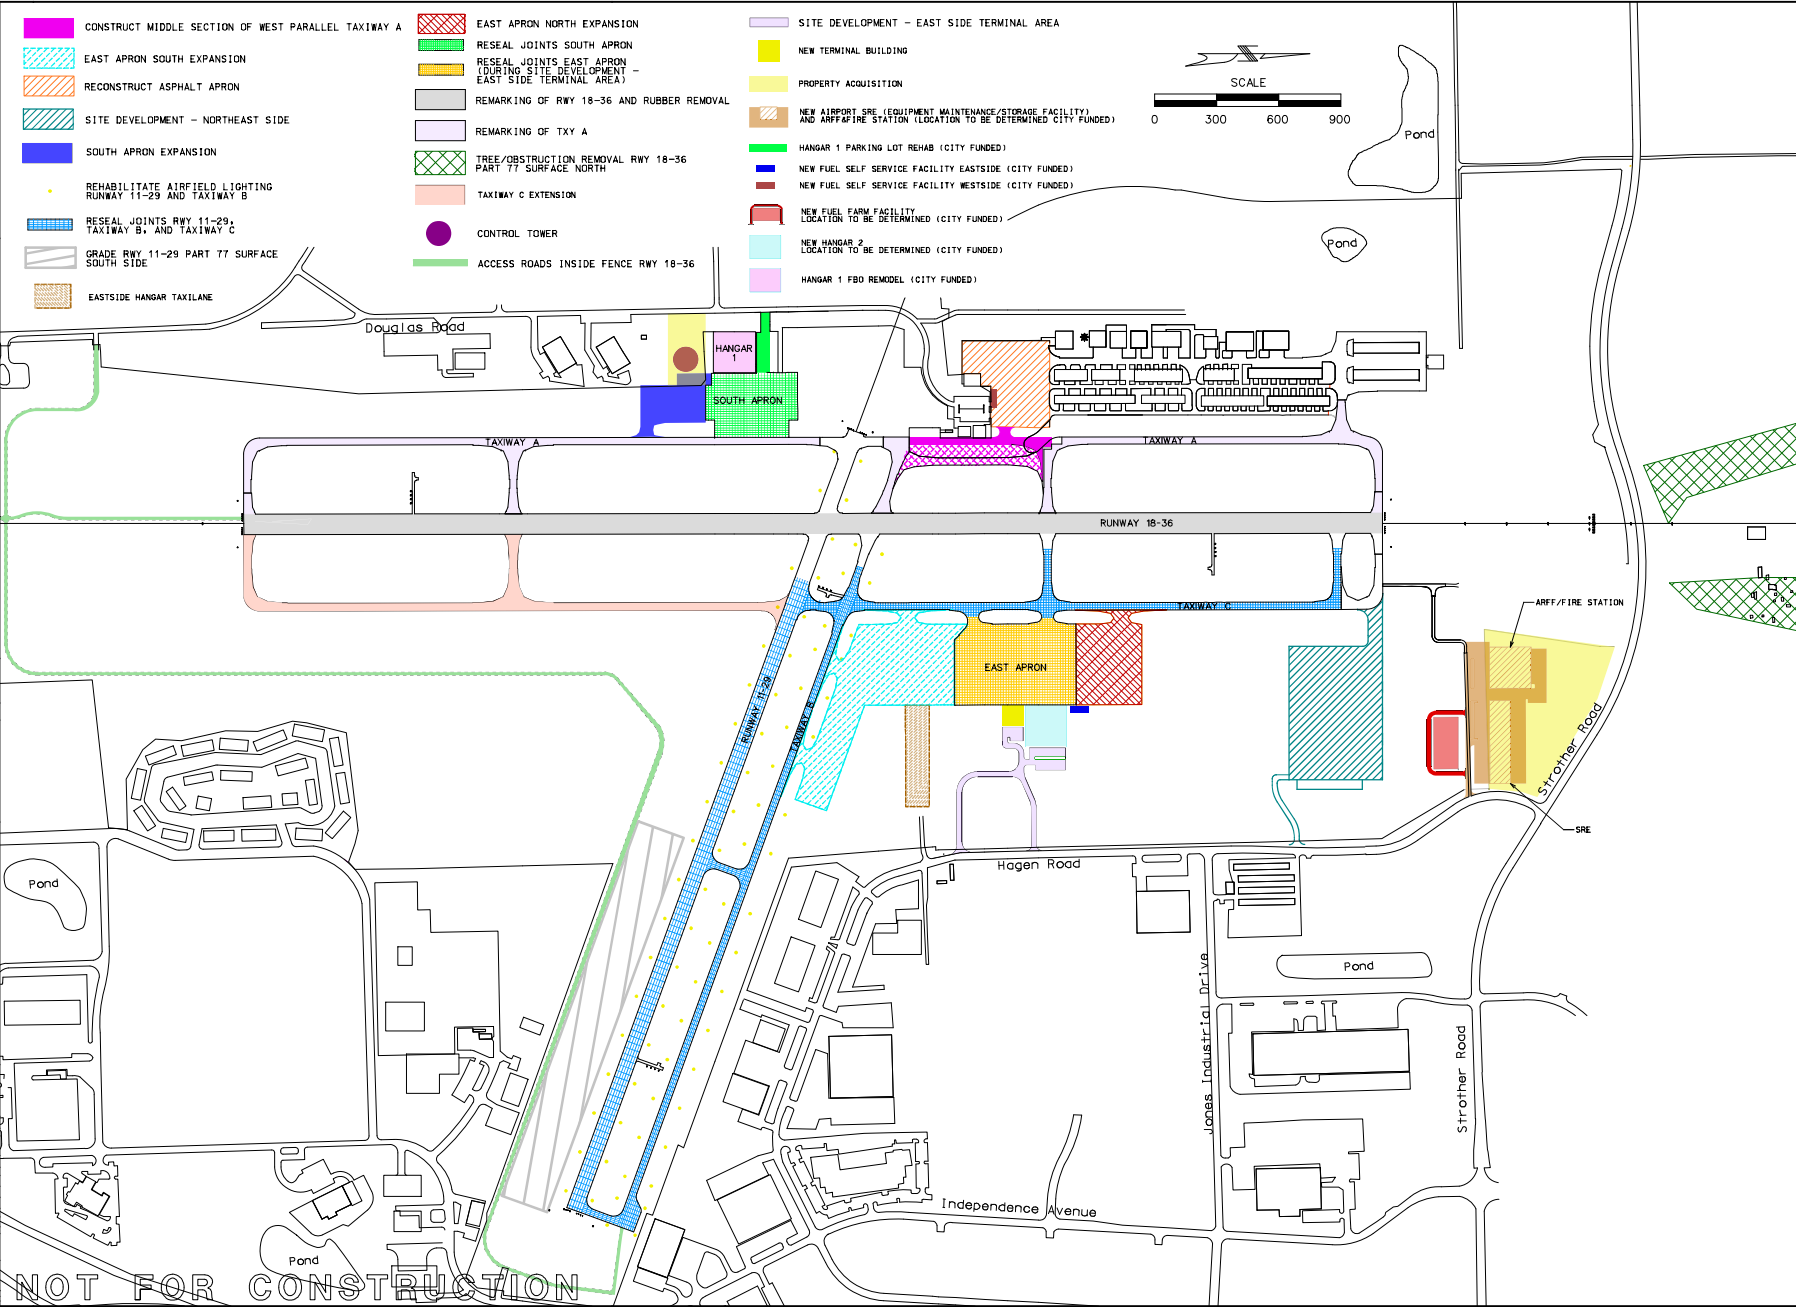 CONSTRUCT MIDDLE SECTION OF WEST PARALLEL TAXIWAY A
EAST APRON SOUTH EXPANSION
RECONSTRUCT ASPHALT APRON
SITE DEVELOPMENT - NORTHEAST SIDE
SOUTH APRON EXPANSION
REHABILITATE AIRFIELD LIGHTING
RUNWAY 11-29 AND TAXIWAY B
RESEAL JOINTS RWY 11-29,
TAXIWAY B, AND TAXIWAY C
GRADE RWY 11-29 PART 77 SURFACE
SOUTH SIDE
EASTSIDE HANGAR TAXILANE
EAST APRON NORTH EXPANSION
RESEAL JOINTS SOUTH APRON
RESEAL JOINTS EAST APRON
(DURING SITE DEVELOPMENT -
EAST SIDE TERMINAL AREA)
REMARKING OF RWY 18-36 AND RUBBER REMOVAL
REMARKING OF TXY A
TREE/OBSTRUCTION REMOVAL RWY 18-36
PART 77 SURFACE NORTH
TAXIWAY C EXTENSION
CONTROL TOWER
ACCESS ROADS INSIDE FENCE RWY 18-36
SITE DEVELOPMENT - EAST SIDE TERMINAL AREA
NEW TERMINAL BUILDING
PROPERTY ACQUISITION
NEW AIRPORT SRE (EQUIPMENT MAINTENANCE/STORAGE FACILITY)
AND ARFF&FIRE STATION (LOCATION TO BE DETERMINED CITY FUNDED)
HANGAR 1 PARKING LOT REHAB (CITY FUNDED)
NEW FUEL SELF SERVICE FACILITY EASTSIDE (CITY FUNDED)
NEW FUEL SELF SERVICE FACILITY WESTSIDE (CITY FUNDED)
NEW FUEL FARM FACILITY
LOCATION TO BE DETERMINED (CITY FUNDED)
NEW HANGAR 2
LOCATION TO BE DETERMINED (CITY FUNDED)
HANGAR 1 FBO REMODEL (CITY FUNDED)
SCALE
0 300 600 900
Pond
Pond
Douglas Road
HANGAR
1
SOUTH APRON
TAXIWAY A
TAXIWAY A
RUNWAY 18-36
TAXIWAY C
ARFF/FIRE STATION
EAST APRON
RUNWAY 11-29
TAXIWAY B
Strother Road
SRE
Hagen Road
Pond
Pond
Jones Industrial Drive
Strother Road
Independence Avenue
Pond
NOT FOR CONSTRUCTION